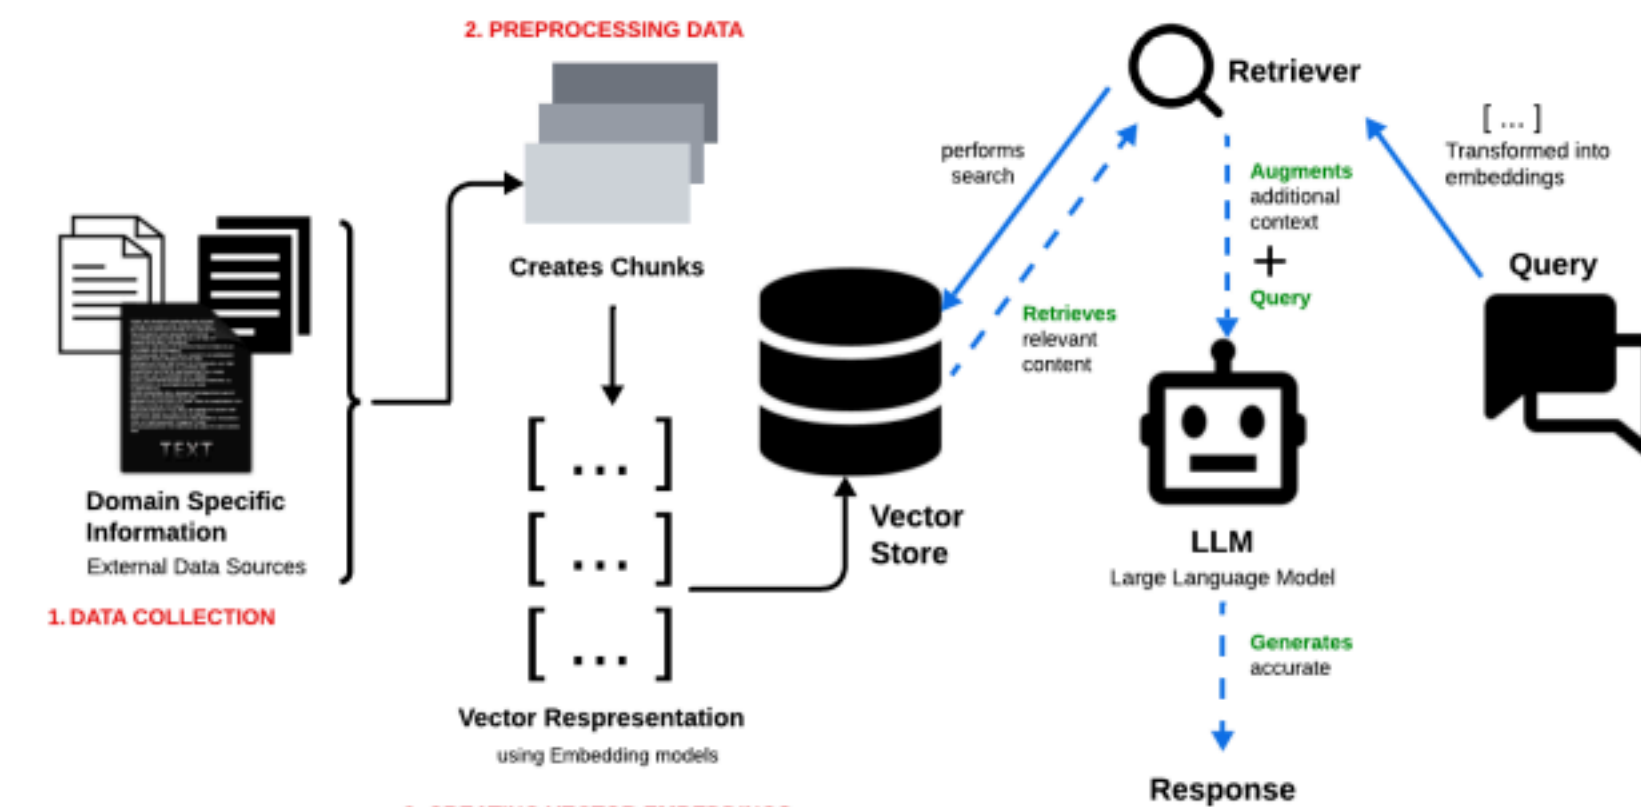 2. PREPROCESSING DATA
Retriever
[ ... ]
Transformed into
embeddings
performs
search
Augments
additional
context
+
Query
Query
Creates Chunks
Retrieves
relevant
content
[ ... ]
[ ... ]
[ ... ]
TEXT
Domain Specific
Information
External Data Sources
1. DATA COLLECTION
Vector
Store
LLM
Large Language Model
Generates
accurate
Vector Respresentation
using Embedding models
Response